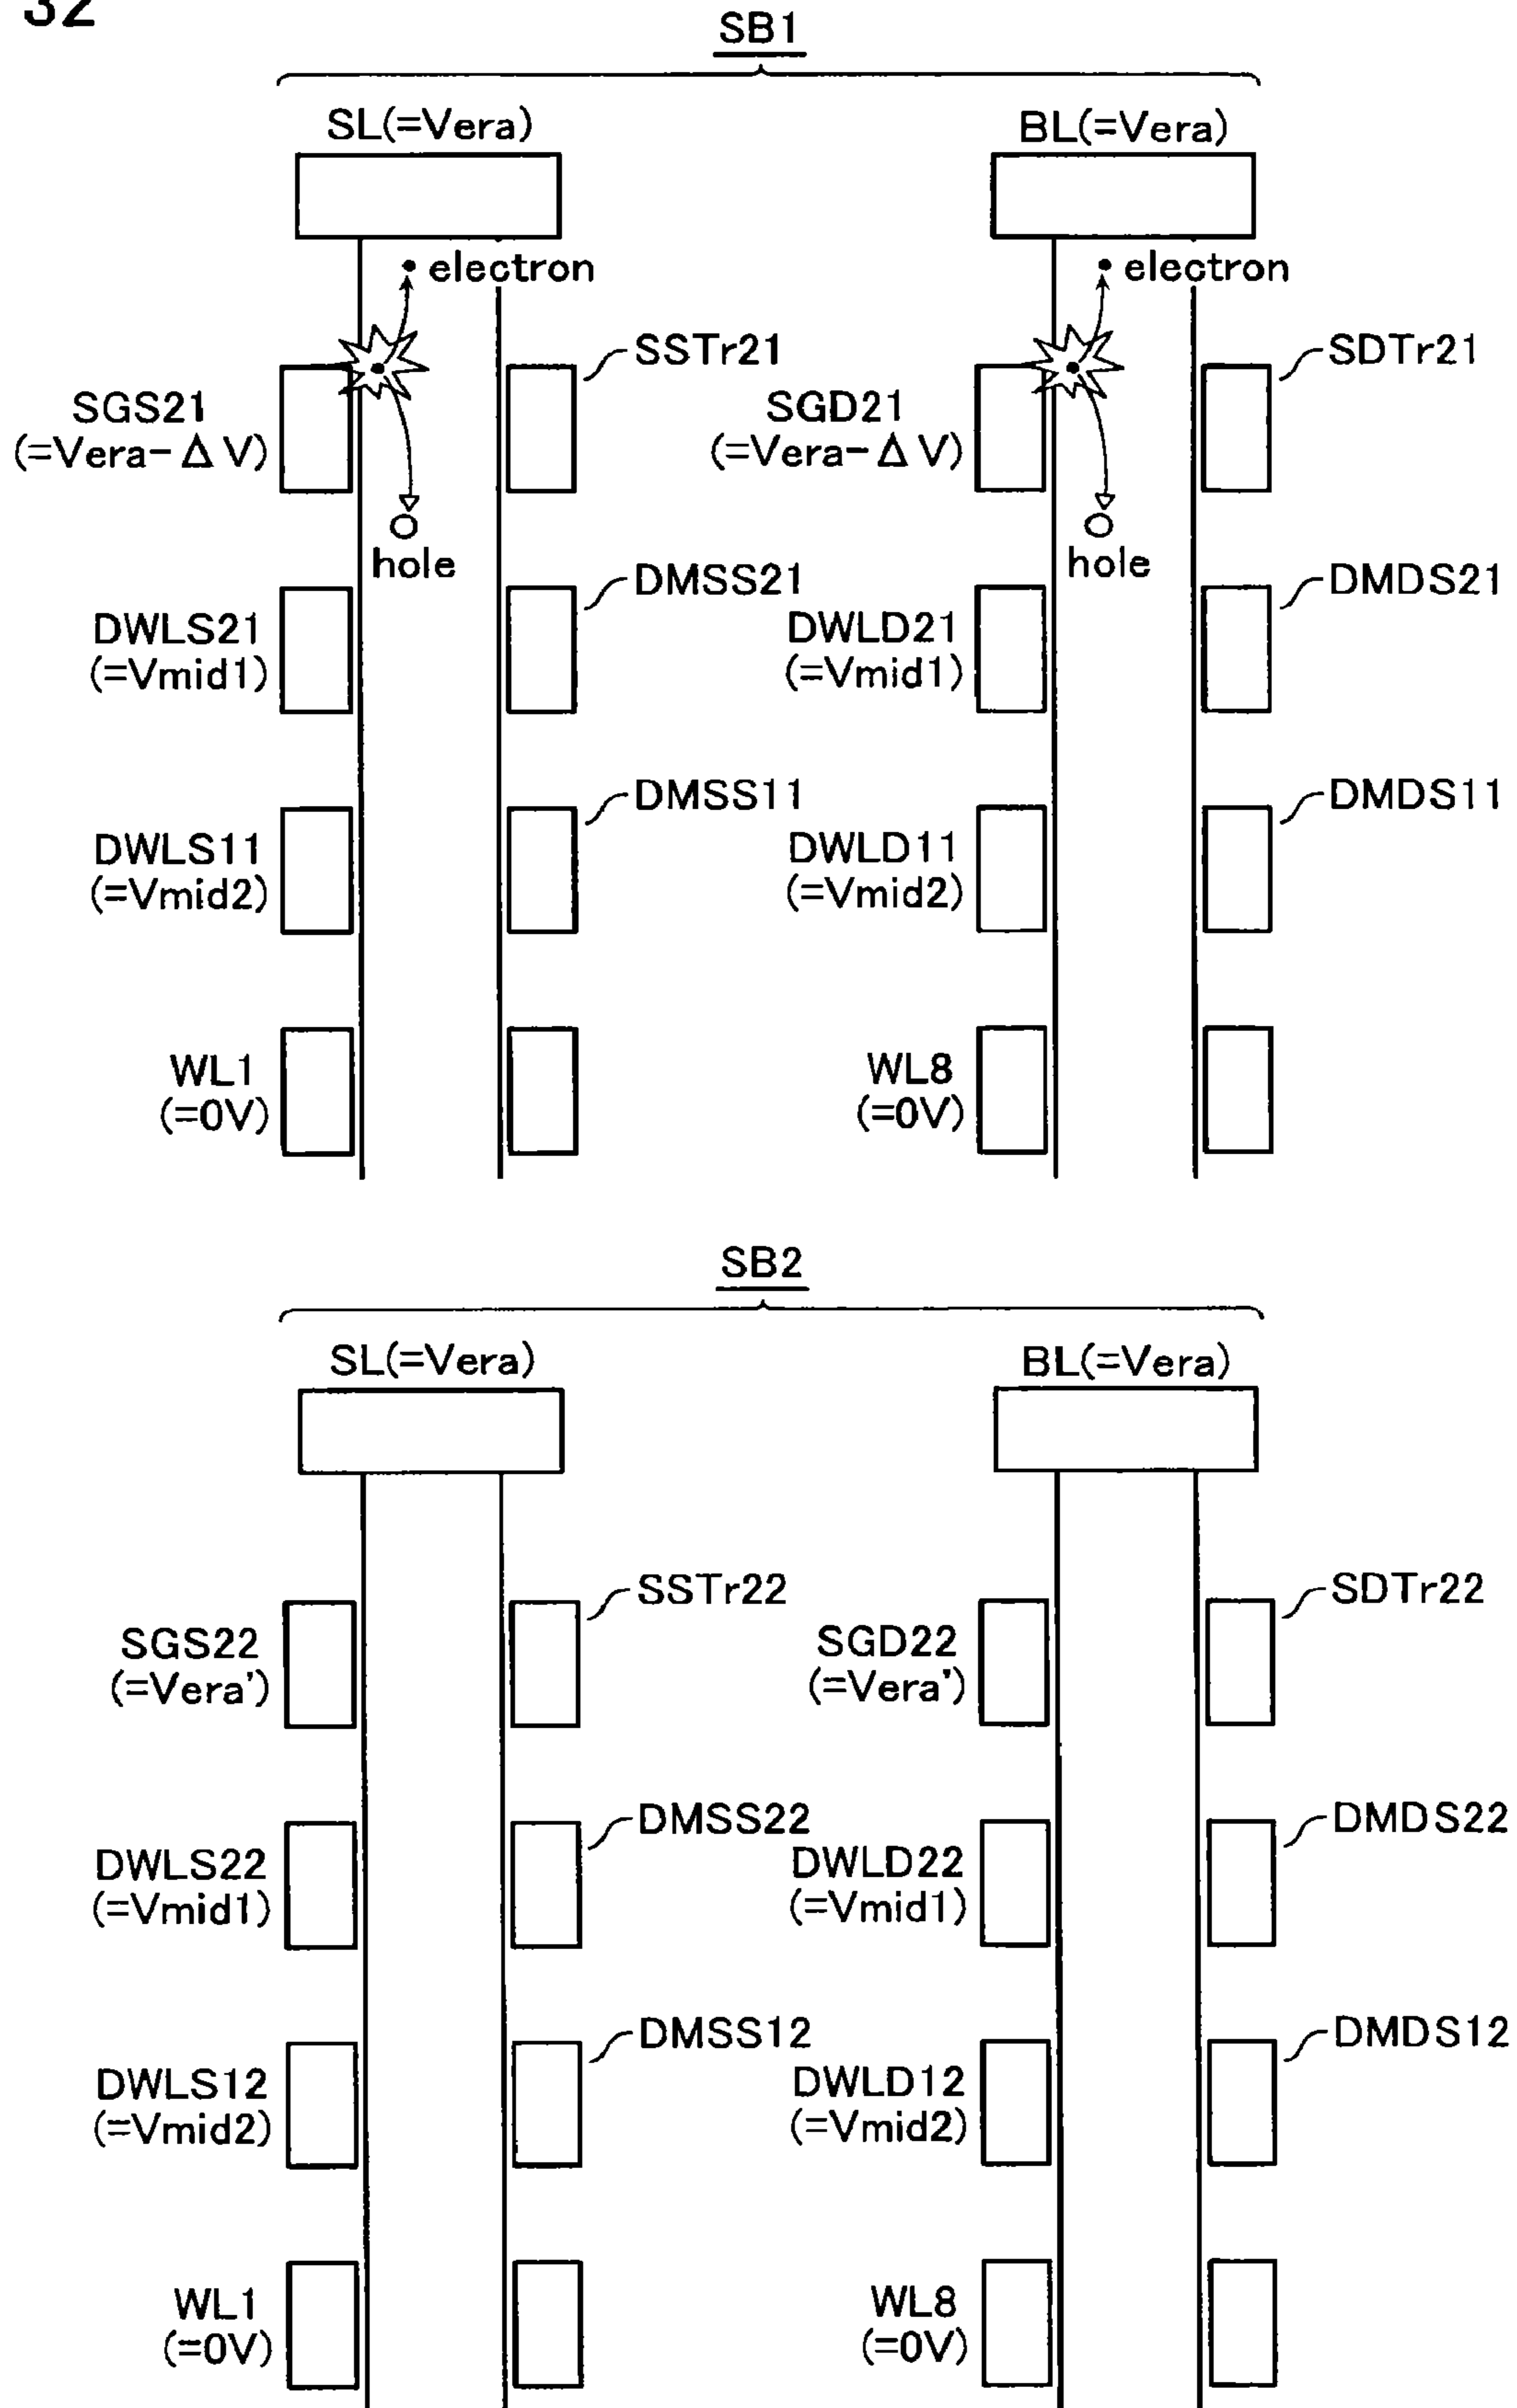 32
SB1
SL(=Vera)
BL(=Vera)
electron
electron
SSTr21
SDTr21
SGS21
(=Vera-ΔV)
SGD21
(=Vera-ΔV)
hole
hole
DMSS21
DMDS21
DWLS21
(=Vmid1)
DWLD21
(=Vmid1)
DMSS11
DMDS11
DWLS11
(=Vmid2)
DWLD11
(=Vmid2)
WL1
(=0V)
WL8
(=0V)
SB2
SL(=Vera)
BL(=Vera)
SSTr22
SDTr22
SGS22
(=Vera')
SGD22
(=Vera')
DMSS22
DMDS22
DWLS22
(=Vmid1)
DWLD22
(=Vmid1)
DMSS12
DMDS12
DWLS12
(=Vmid2)
DWLD12
(=Vmid2)
WL1
(=0V)
WL8
(=0V)